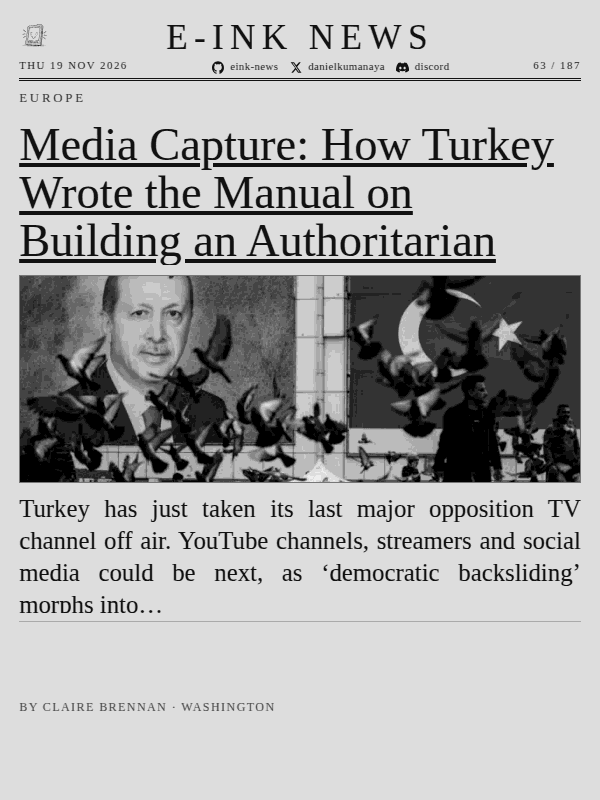 E-INK NEWS
THU 19 NOV 2026
eink-news
danielkumanaya
discord
63 / 187
EUROPE
Media Capture: How Turkey
Wrote the Manual on
Building an Authoritarian
Turkey has just taken its last major opposition TV
channel off air. YouTube channels, streamers and social
media could be next, as ‘democratic backsliding’
morphs into…
BY CLAIRE BRENNAN · WASHINGTON